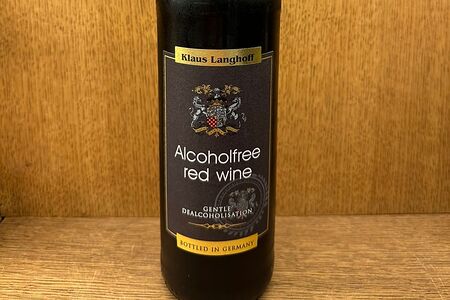 Klaus Langhoff
Alcoholfree
red wine
GENTLE
DEALCOHOLISATION
BOTTLED IN GERMANY